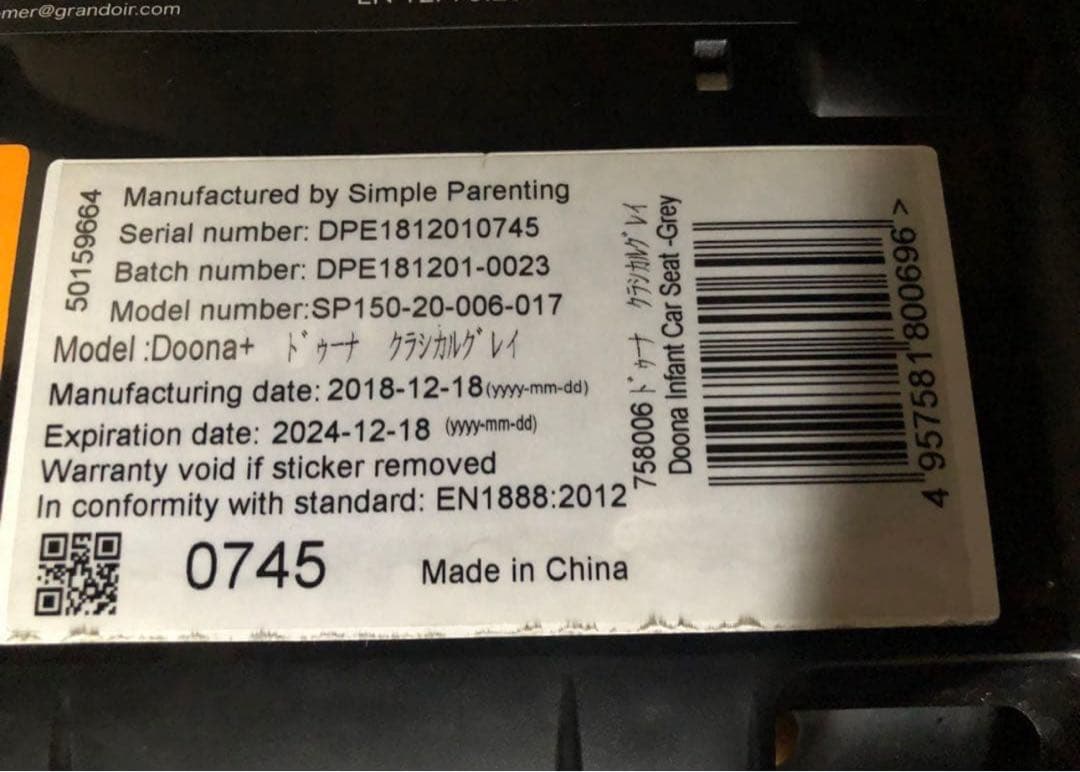 mer@grandoir.com
50159664
Manufactured by Simple Parenting
Serial number: DPE1812010745
Batch number: DPE181201-0023
Model number:SP150-20-006-017
Model :Doona+ ﾄﾞｩｰﾅ ｸﾗｼｶﾙｸﾞﾚｲ
Manufacturing date: 2018-12-18(yyyy-mm-dd)
Expiration date: 2024-12-18 (yyyy-mm-dd)
Warranty void if sticker removed
In conformity with standard: EN1888:2012
0745
Made in China
758006 ﾄﾞｩｰﾅ ｸﾗｼｶﾙｸﾞﾚｲ
Doona Infant Car Seat -Grey
4 957581 800696 >